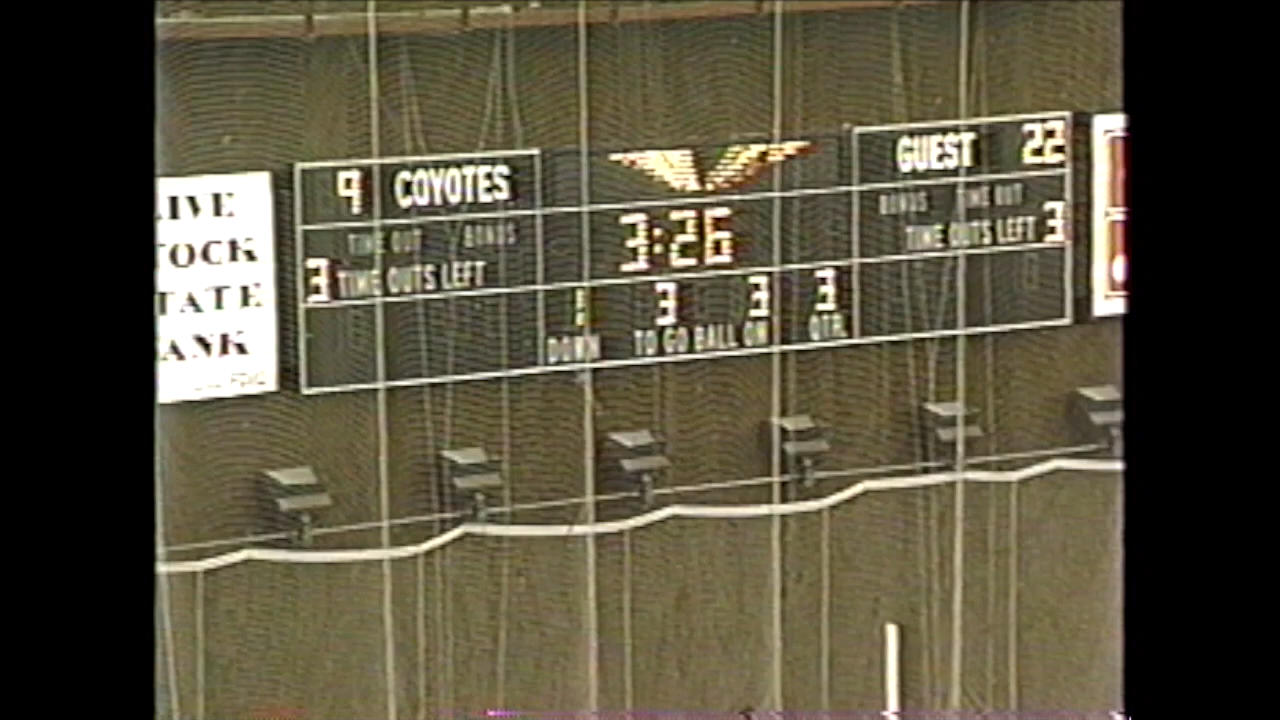 IVE
TOCK
TATE
ANK
9 COYOTES
TIME OUT BONUS
3 TIME OUTS LEFT
3:26
1 3 3 3
DOWN TO GO BALL ON QTR.
GUEST 22
BONUS TIME OUT
TIME OUTS LEFT 3